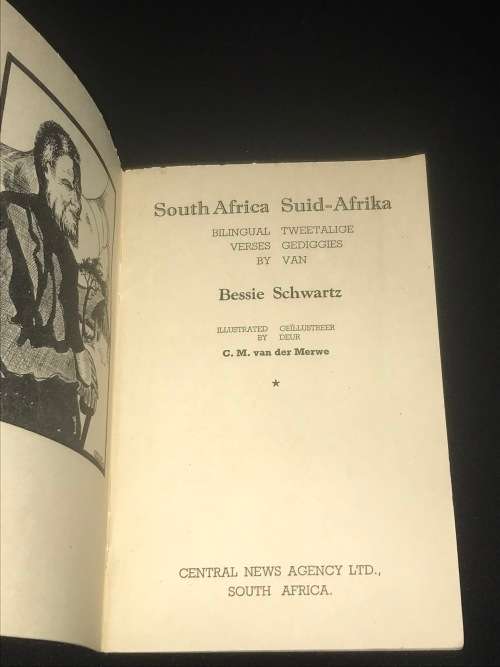 South Africa Suid-Afrika
BILINGUAL TWEETALIGE
VERSES GEDIGGIES
BY VAN
Bessie Schwartz
ILLUSTRATED GEÏLLUSTREER
BY DEUR
C. M. van der Merwe
*
CENTRAL NEWS AGENCY LTD.,
SOUTH AFRICA.